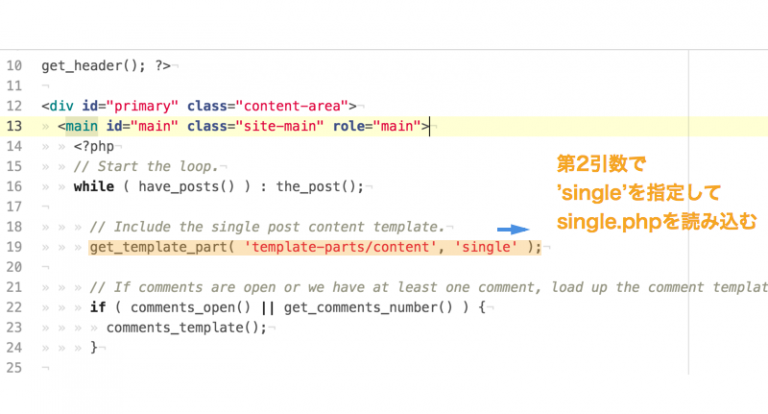 10 get_header(); ?>¬
11 ¬
12 <div id="primary" class="content-area">¬
13 » <main id="main" class="site-main" role="main">
14 » » <?php
15 » » // Start the loop.¬
16 » » while ( have_posts() ) : the_post();¬
17 ¬
18 » » » // Include the single post content template.¬
19 » » » get_template_part( 'template-parts/content', 'single' );¬
20 ¬
21 » » » // If comments are open or we have at least one comment, load up the comment templat
22 » » » if ( comments_open() || get_comments_number() ) {¬
23 » » » » comments_template();¬
24 » » » }¬
25 ¬
第2引数で
’single’を指定して
single.phpを読み込む